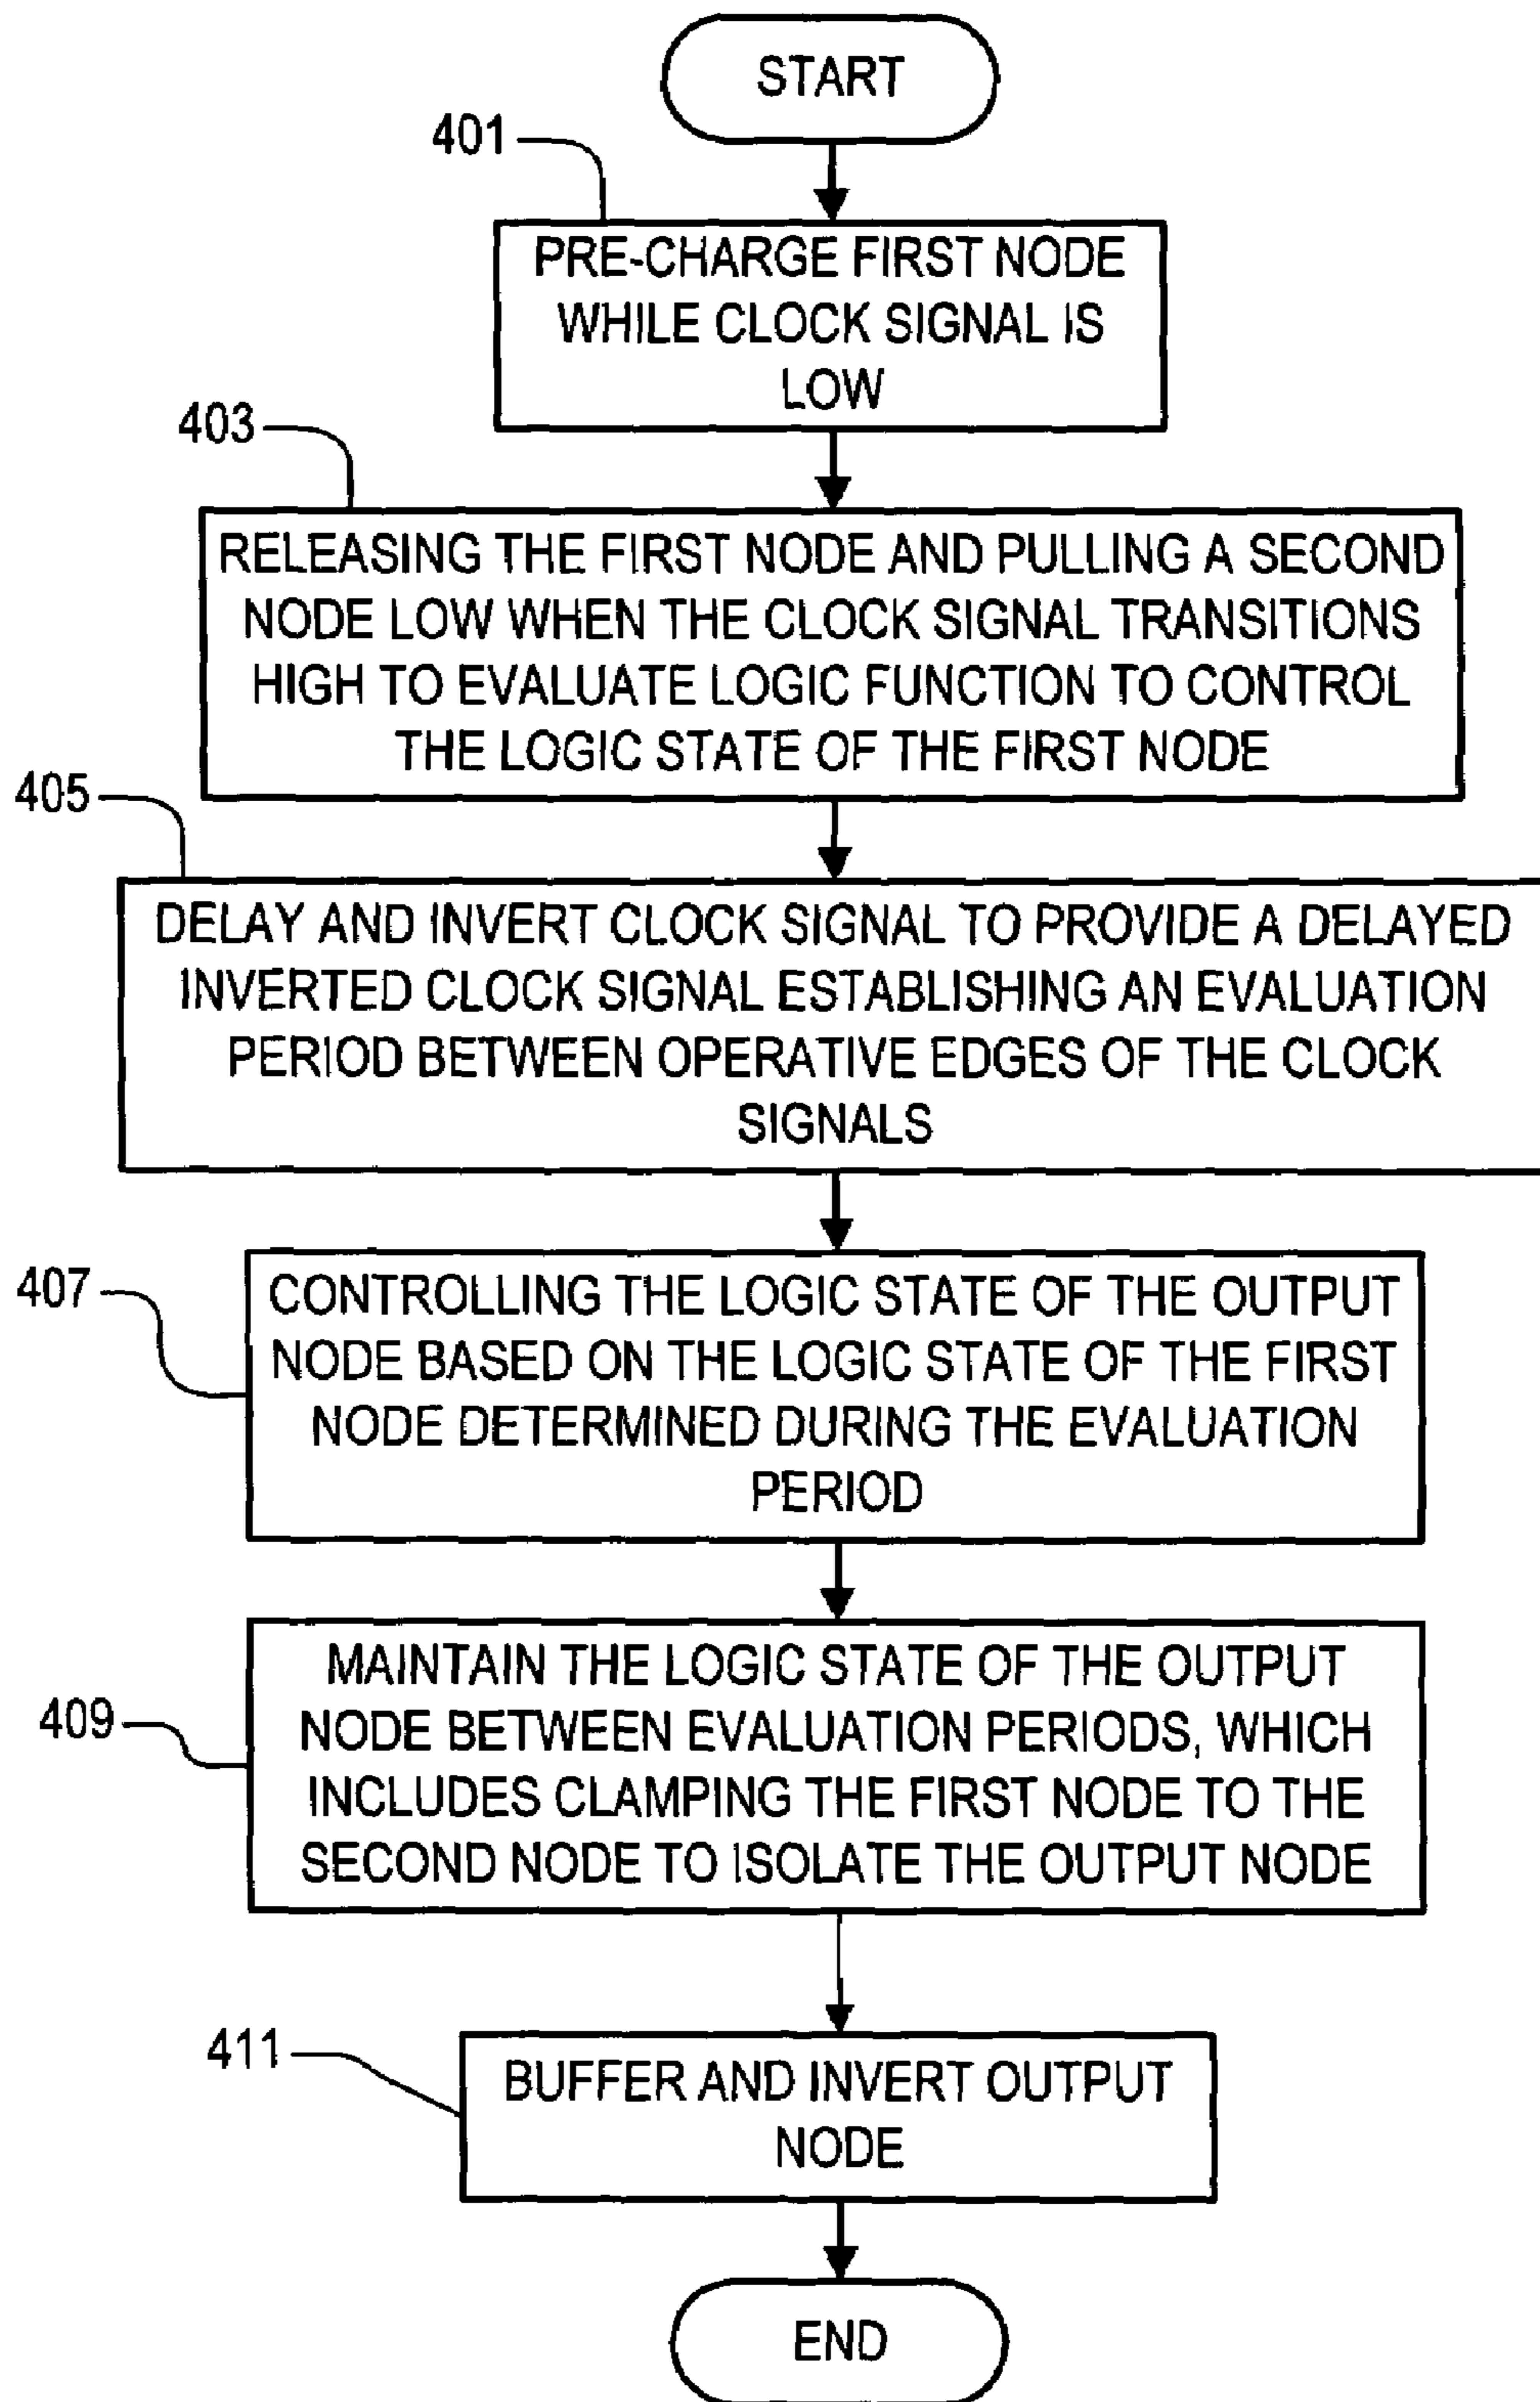 START
401
PRE-CHARGE FIRST NODE
WHILE CLOCK SIGNAL IS
LOW
403
RELEASING THE FIRST NODE AND PULLING A SECOND
NODE LOW WHEN THE CLOCK SIGNAL TRANSITIONS
HIGH TO EVALUATE LOGIC FUNCTION TO CONTROL
THE LOGIC STATE OF THE FIRST NODE
405
DELAY AND INVERT CLOCK SIGNAL TO PROVIDE A DELAYED
INVERTED CLOCK SIGNAL ESTABLISHING AN EVALUATION
PERIOD BETWEEN OPERATIVE EDGES OF THE CLOCK
SIGNALS
407
CONTROLLING THE LOGIC STATE OF THE OUTPUT
NODE BASED ON THE LOGIC STATE OF THE FIRST
NODE DETERMINED DURING THE EVALUATION
PERIOD
409
MAINTAIN THE LOGIC STATE OF THE OUTPUT
NODE BETWEEN EVALUATION PERIODS, WHICH
INCLUDES CLAMPING THE FIRST NODE TO THE
SECOND NODE TO ISOLATE THE OUTPUT NODE
411
BUFFER AND INVERT OUTPUT
NODE
END